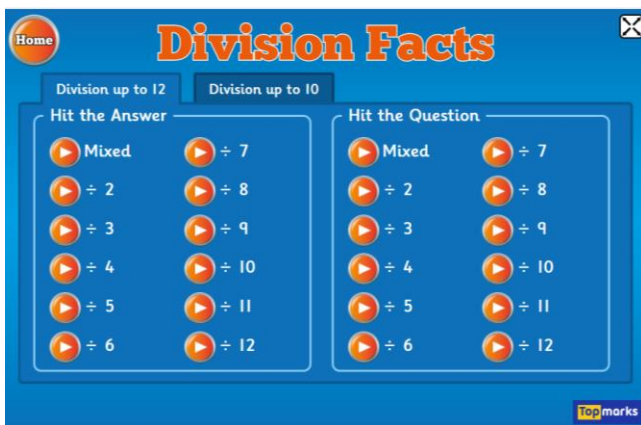 Home
Division Facts
Division up to 12
Division up to 10
Hit the Answer
Mixed
÷ 7
÷ 2
÷ 8
÷ 3
÷ 9
÷ 4
÷ 10
÷ 5
÷ 11
÷ 6
÷ 12
Hit the Question
Mixed
÷ 7
÷ 2
÷ 8
÷ 3
÷ 9
÷ 4
÷ 10
÷ 5
÷ 11
÷ 6
÷ 12
Topmarks